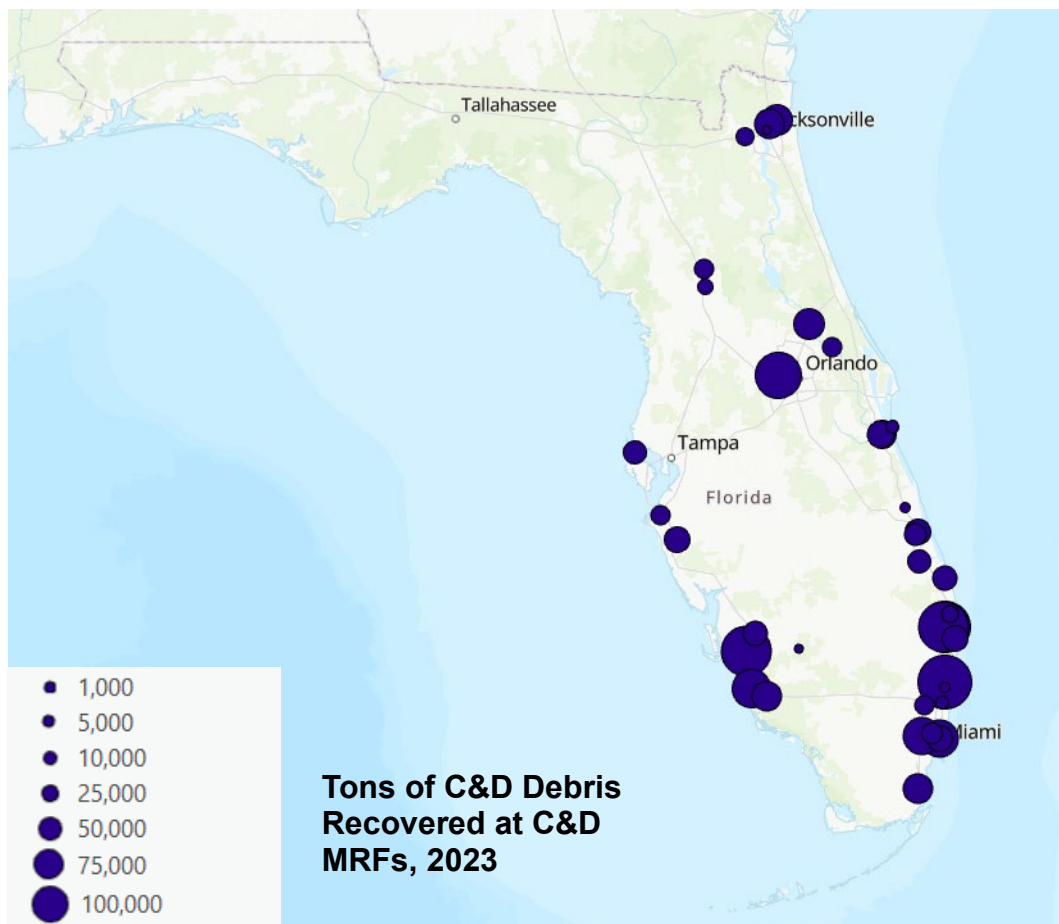 Tallahassee
cksonville
Orlando
Tampa
Florida
Miami
1,000
5,000
10,000
25,000
50,000
75,000
100,000
Tons of C&D Debris
Recovered at C&D
MRFs, 2023